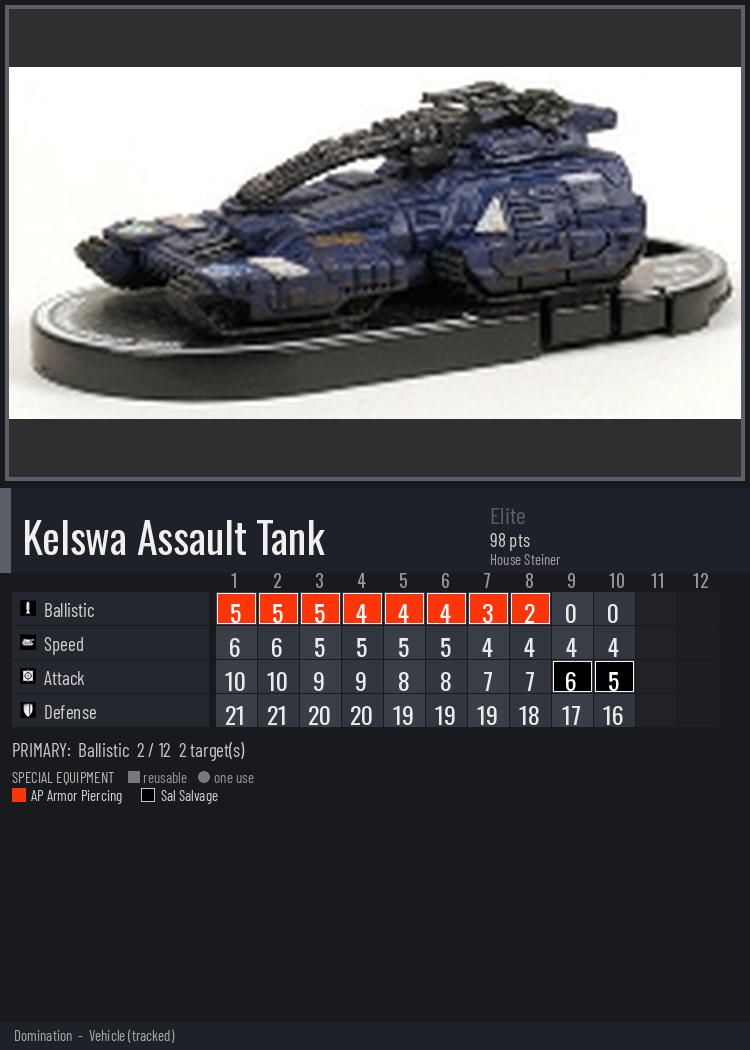 Kelswa Assault Tank
Elite
98 pts
House Steiner
1 2 3 4 5 6 7 8 9 10 11 12
Ballistic 5 5 5 4 4 4 3 2 0 0
Speed 6 6 5 5 5 5 4 4 4 4
Attack 10 10 9 9 8 8 7 7 6 5
Defense 21 21 20 20 19 19 19 18 17 16
PRIMARY: Ballistic 2 / 12 2 target(s)
SPECIAL EQUIPMENT reusable one use
AP Armor Piercing Sal Salvage
Domination - Vehicle (tracked)